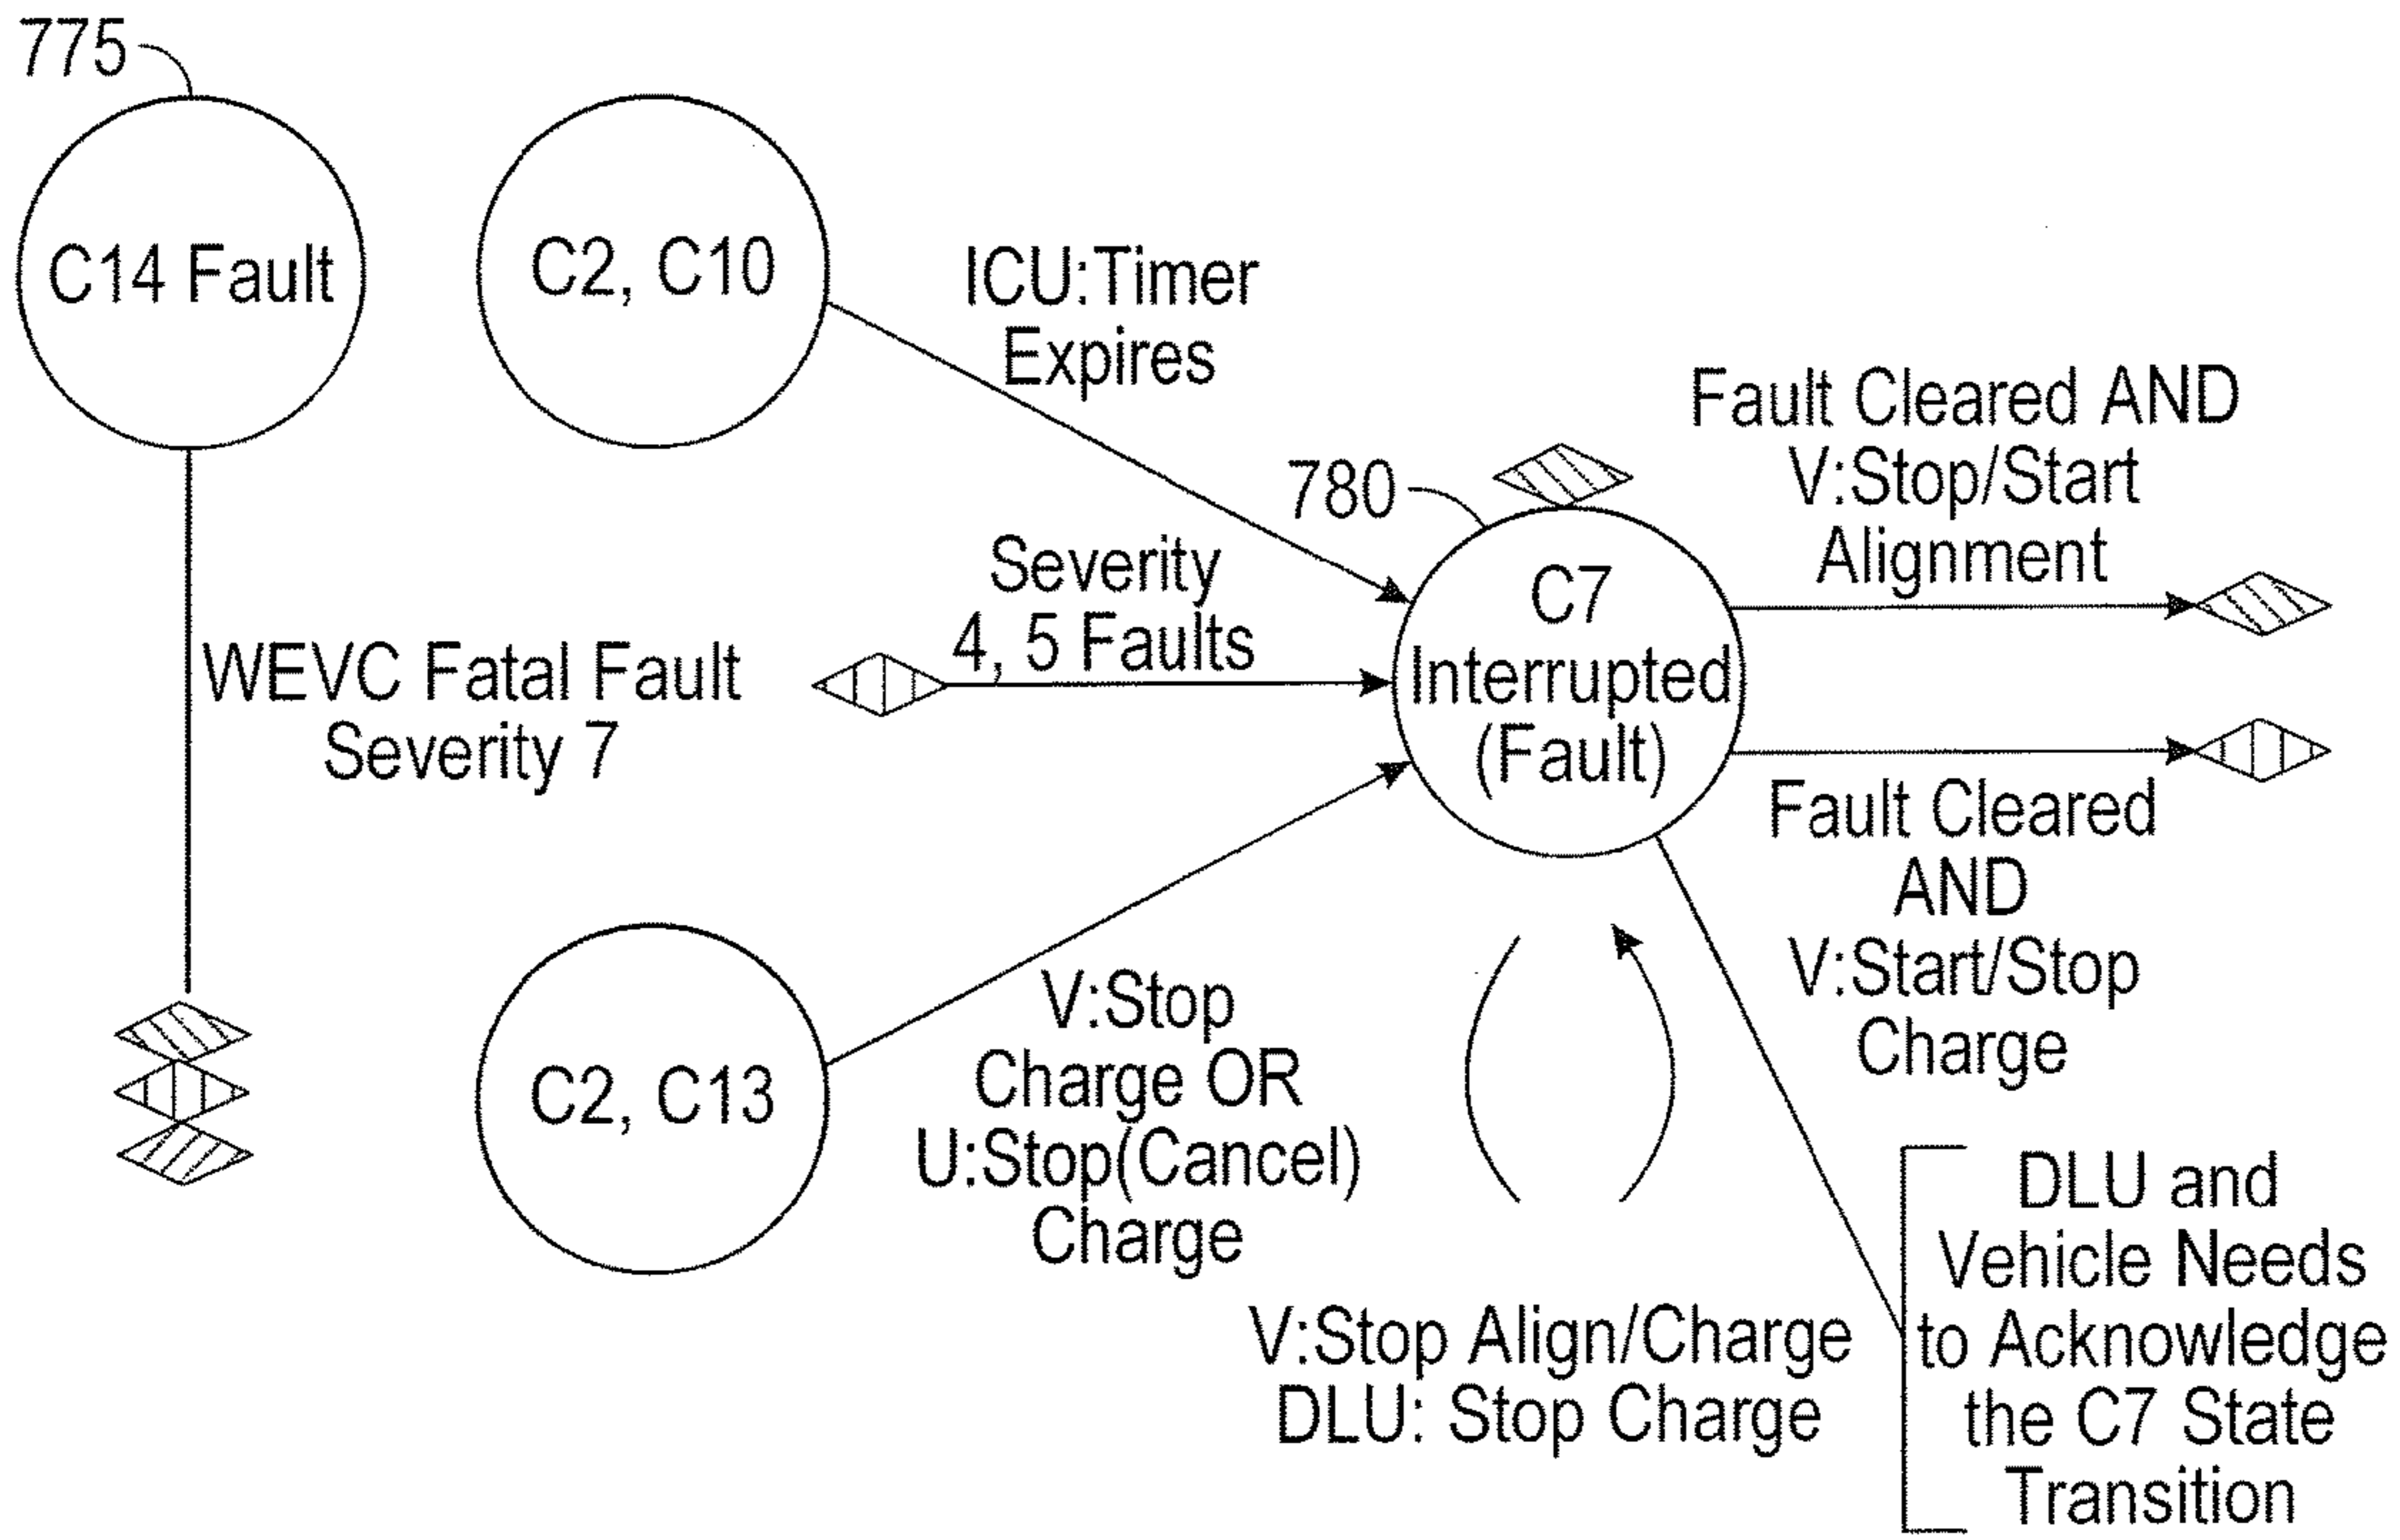 775
C14 Fault
C2, C10
ICU:Timer
Expires
Fault Cleared AND
V:Stop/Start
Alignment
780
Severity
4, 5 Faults
C7
Interrupted
(Fault)
WEVC Fatal Fault
Severity 7
Fault Cleared
AND
V:Start/Stop
Charge
C2, C13
V:Stop
Charge OR
U:Stop(Cancel)
Charge
V:Stop Align/Charge
DLU: Stop Charge
DLU and
Vehicle Needs
to Acknowledge
the C7 State
Transition